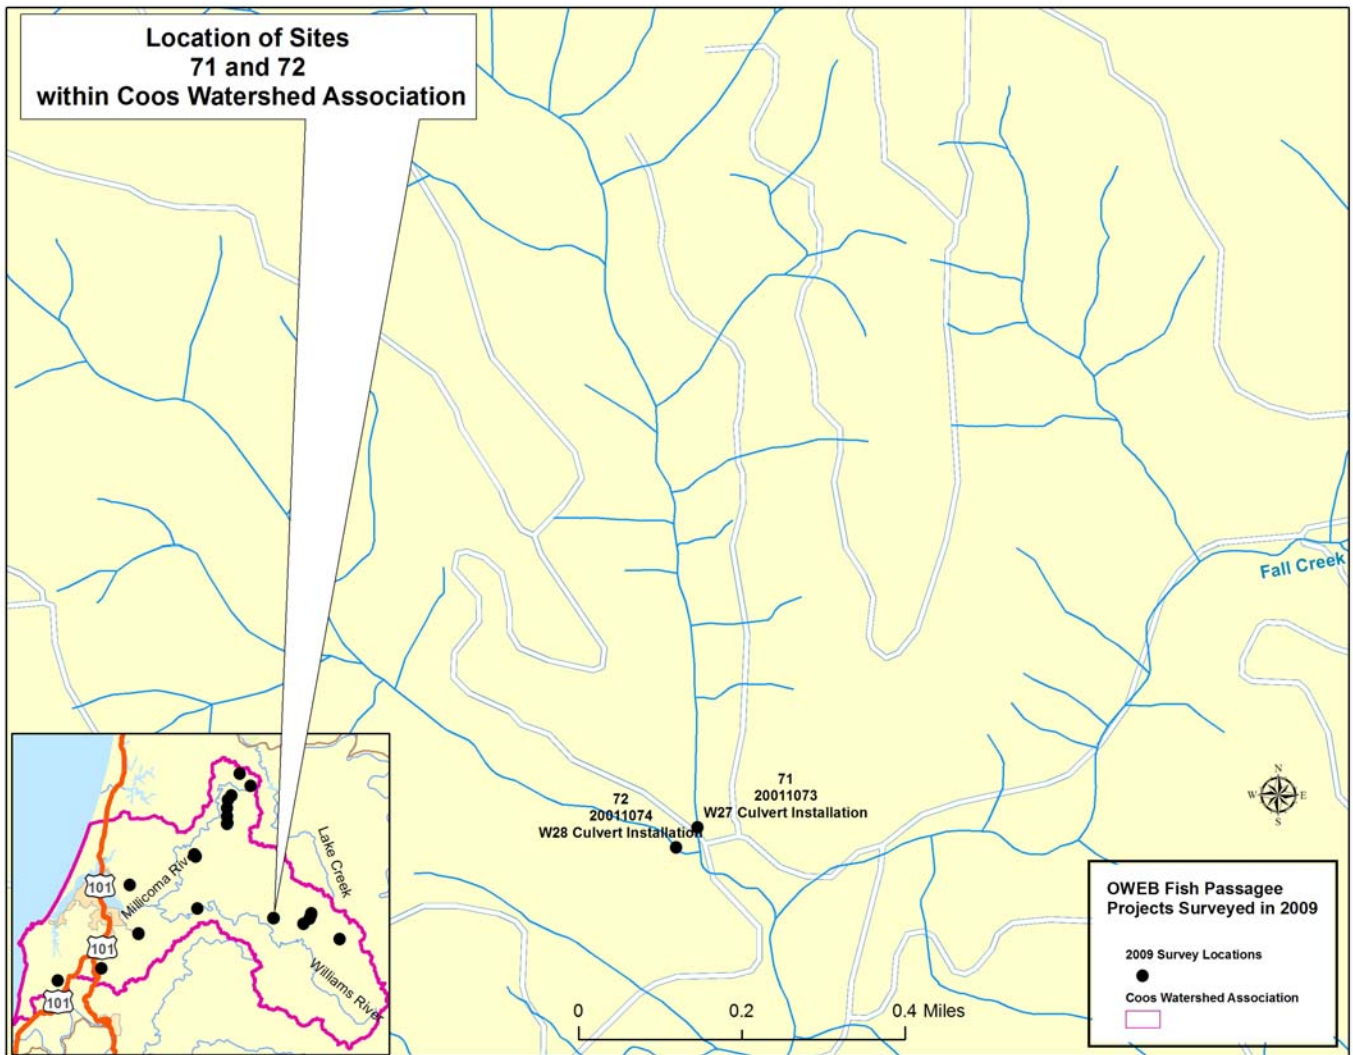 Location of Sites
71 and 72
within Coos Watershed Association
Fall Creek
71
20011073
W27 Culvert Installation
72
20011074
W28 Culvert Installation
N
W E
S
Lake Creek
Millicoma Riv
Williams River
101
101
101
0 0.2 0.4 Miles
OWEB Fish Passagee
Projects Surveyed in 2009
2009 Survey Locations
Coos Watershed Association